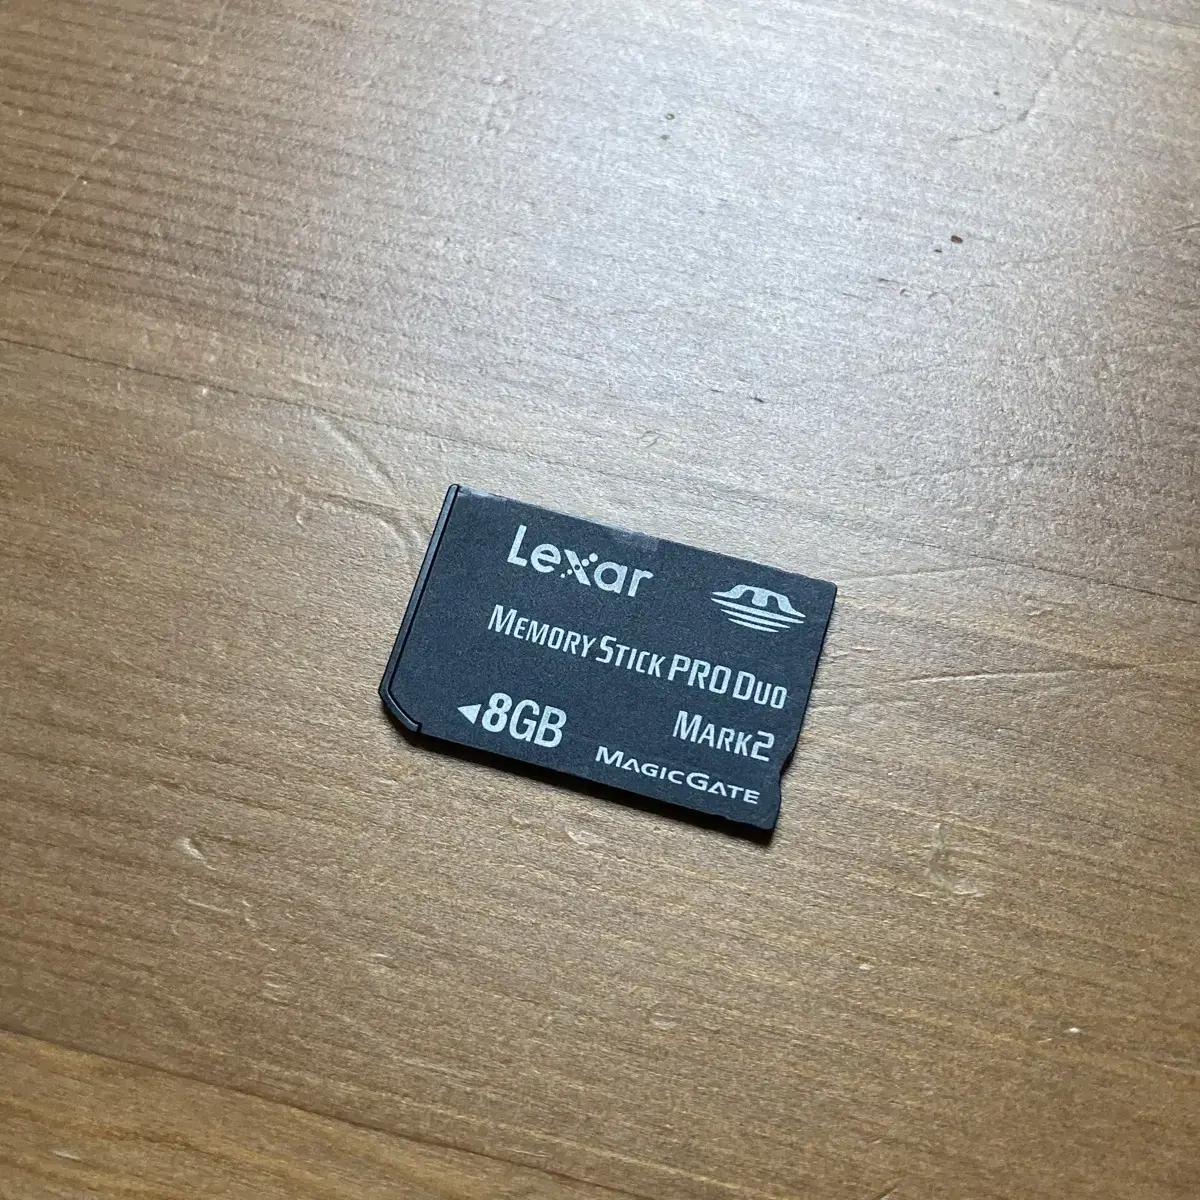 Lexar
MEMORY STICK PRO DUO
MARK2
8GB
MAGICGATE